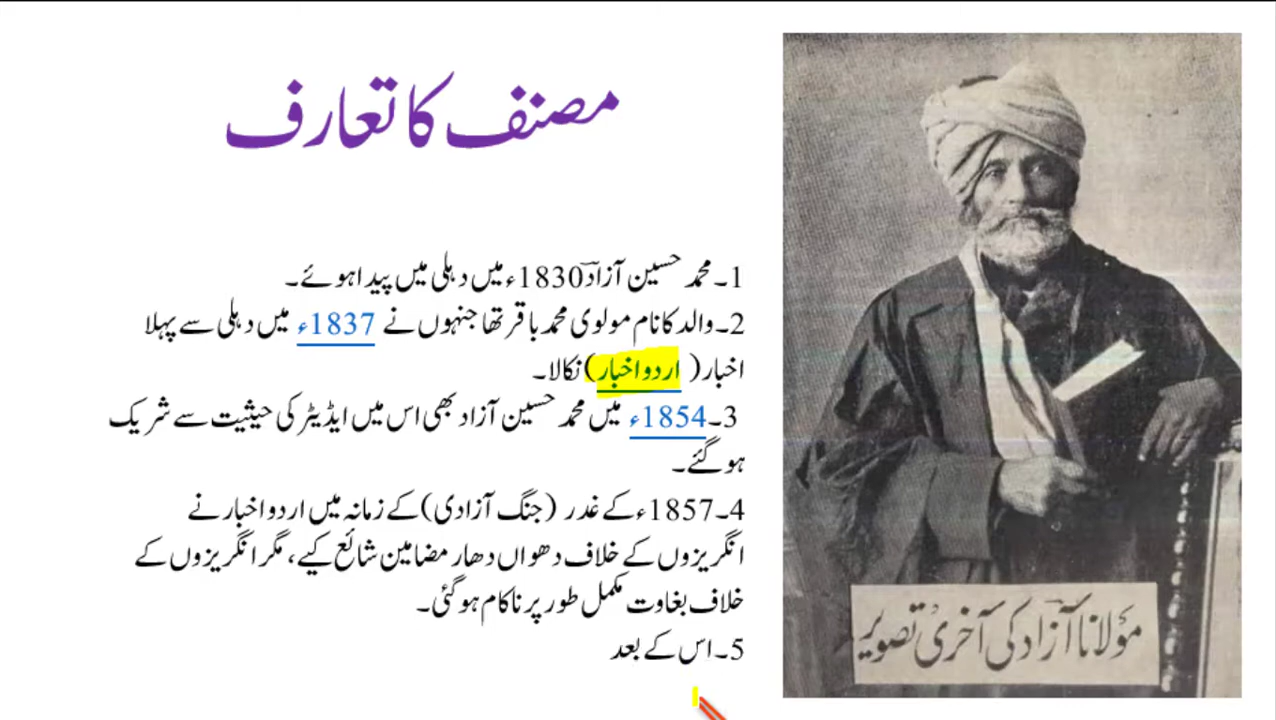 مصنف کا تعارف
1۔ محمد حسین آزادؔ 1830ء میں دہلی میں پیدا ہوئے۔
2۔ والد کا نام مولوی محمد باقر تھا جنہوں نے 1837ء میں دہلی سے پہلا
اخبار( اردو اخبار) نکالا۔
3۔ 1854ء میں محمد حسین آزاد بھی اس میں ایڈیٹر کی حیثیت سے شریک
ہو گئے۔
4۔ 1857ء کے غدر (جنگ آزادی) کے زمانہ میں اردو اخبار نے
انگریزوں کے خلاف دھواں دھار مضامین شائع کیے، مگر انگریزوں کے
خلاف بغاوت مکمل طور پر ناکام ہو گئی۔
5۔ اس کے بعد
مولانا آزاد کی آخری تصویر